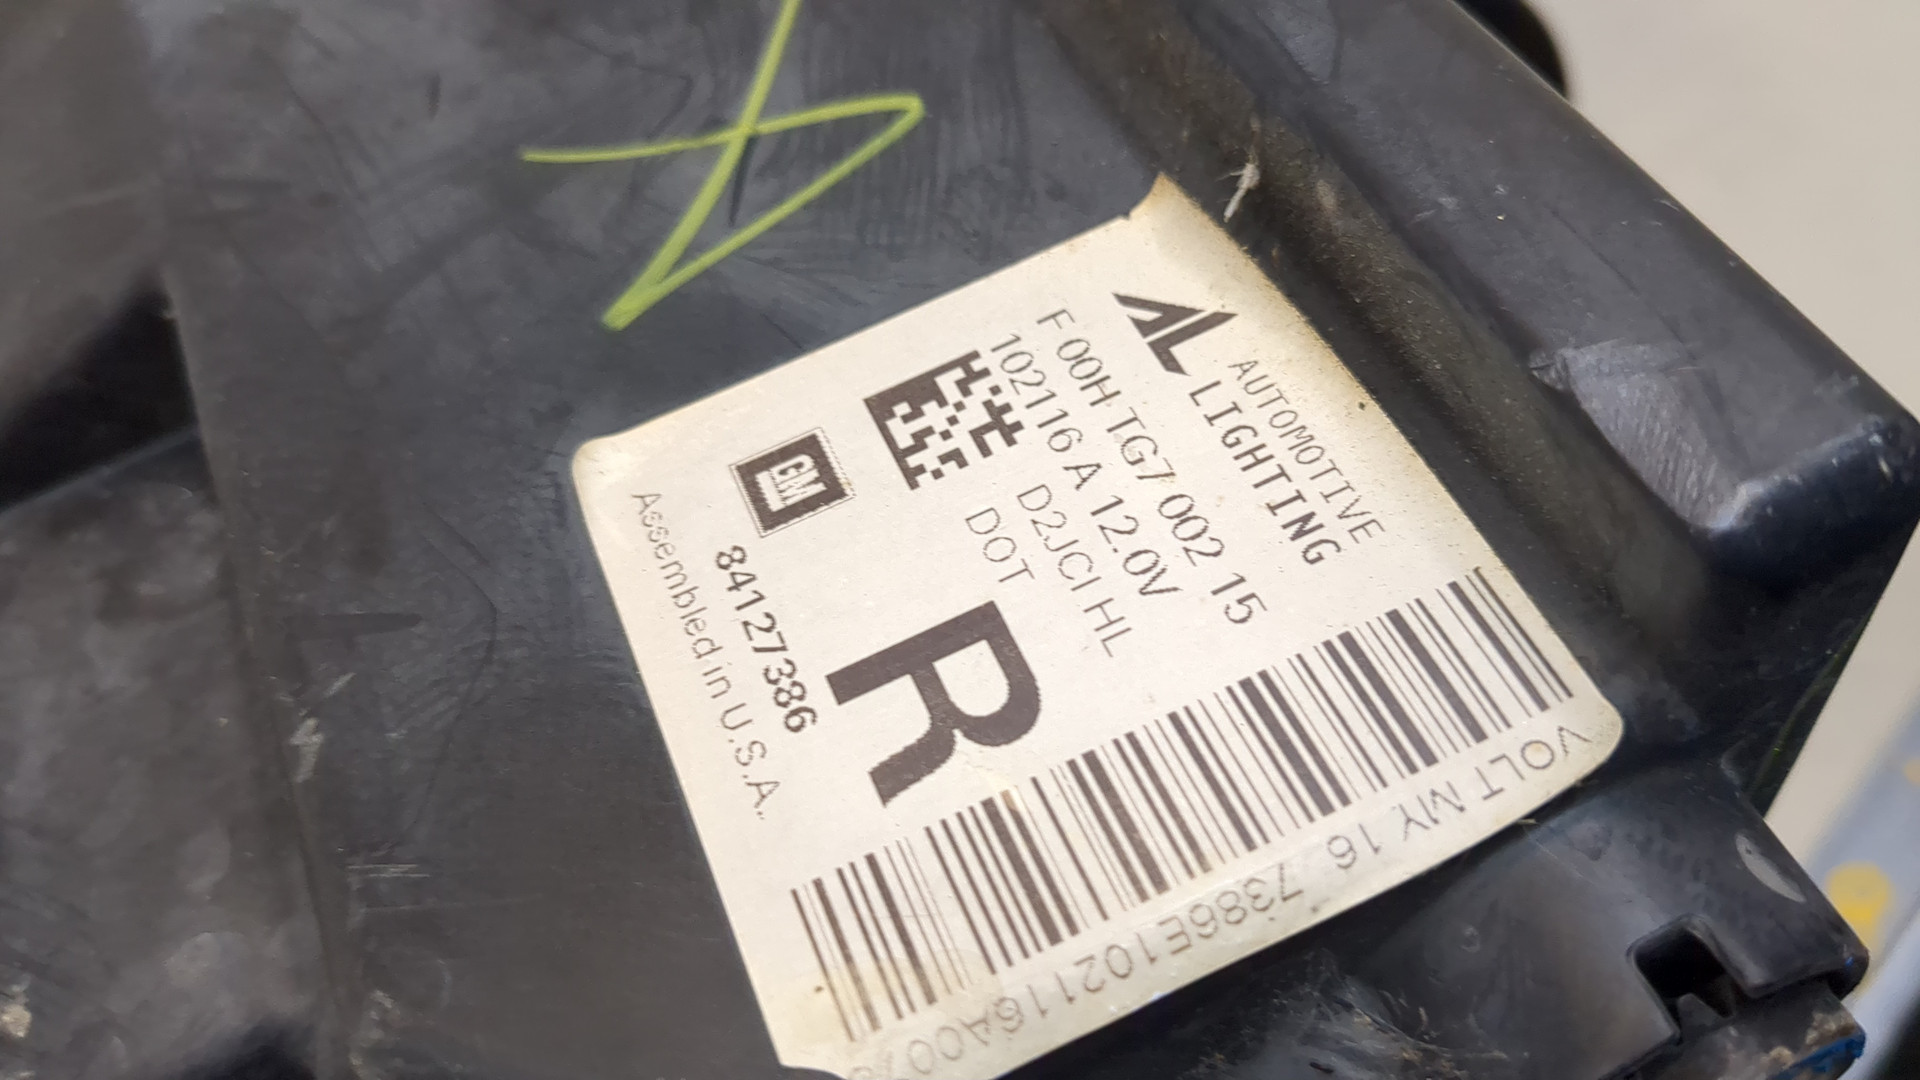 AL AUTOMOTIVE
LIGHTING
F 00H TG7 002 15
102116 A 12.0V
D2JCI HL
DOT
R
GM 84127386
Assembled in U.S.A.
VOLT MY 16 7386E102116A00